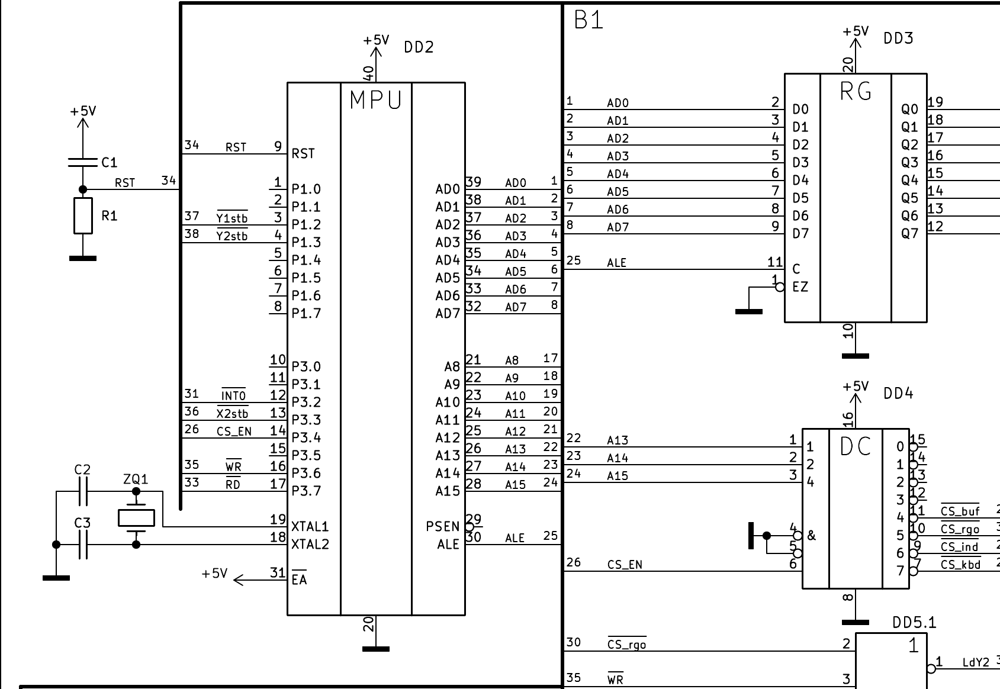 B1
+5V DD2
+5V
C1
RST 34
R1
C2
ZQ1
C3
40
MPU
34 RST 9 RST
1 P1.0
2 P1.1
37 Y1stb 3 P1.2
38 Y2stb 4 P1.3
5 P1.4
6 P1.5
7 P1.6
8 P1.7
10 P3.0
11 P3.1
31 INT0 12 P3.2
36 X2stb 13 P3.3
26 CS_EN 14 P3.4
15 P3.5
35 WR 16 P3.6
33 RD 17 P3.7
19 XTAL1
18 XTAL2
+5V 31 EA
20
AD0 39 AD0 1
AD1 38 AD1 2
AD2 37 AD2 3
AD3 36 AD3 4
AD4 35 AD4 5
AD5 34 AD5 6
AD6 33 AD6 7
AD7 32 AD7 8
A8 21 A8 17
A9 22 A9 18
A10 23 A10 19
A11 24 A11 20
A12 25 A12 21
A13 26 A13 22
A14 27 A14 23
A15 28 A15 24
PSEN 29
ALE 30 ALE 25
+5V DD3
20
RG
1 AD0 2 D0 Q0 19
2 AD1 3 D1 Q1 18
3 AD2 4 D2 Q2 17
4 AD3 5 D3 Q3 16
5 AD4 6 D4 Q4 15
6 AD5 7 D5 Q5 14
7 AD6 8 D6 Q6 13
8 AD7 9 D7 Q7 12
25 ALE 11 C
1 EZ
10
+5V DD4
16
DC
22 A13 1 1
23 A14 2 2
24 A15 3 4
4 &
5
26 CS_EN 6
0 15
1 14
2 13
3 12
4 11 CS_buf 2
5 10 CS_rgo 3
6 9 CS_ind 2
7 7 CS_kbd 2
8
DD5.1
1
30 CS_rgo 2
35 WR 3
1 LdY2 3